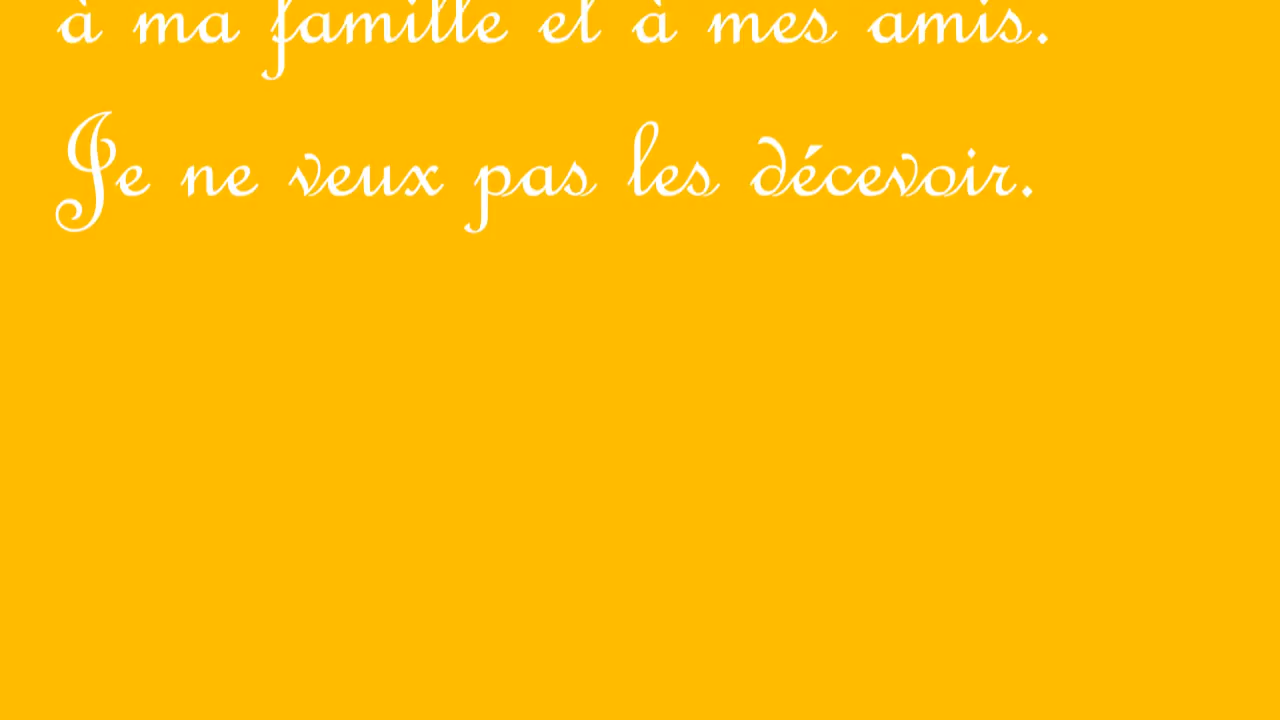 à ma famille et à mes amis.
Je ne veux pas les décevoir.